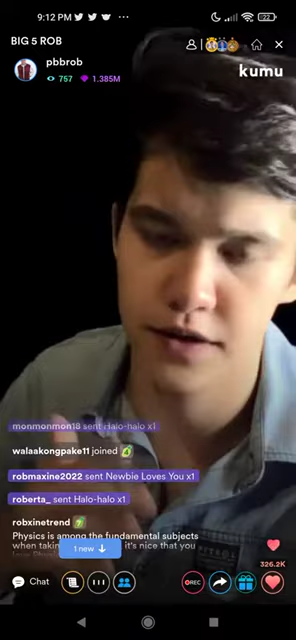 9:12 PM
22
BIG 5 ROB
pbbrob
757 1.385M
kumu
monmonmon18 sent Halo-halo x1
walaakongpake11 joined
robmaxine2022 sent Newbie Loves You x1
roberta_ sent Halo-halo x1
robxinetrend
Physics is among the fundamental subjects
when takin
it's nice that you
1 new
326.2K
Chat
REC